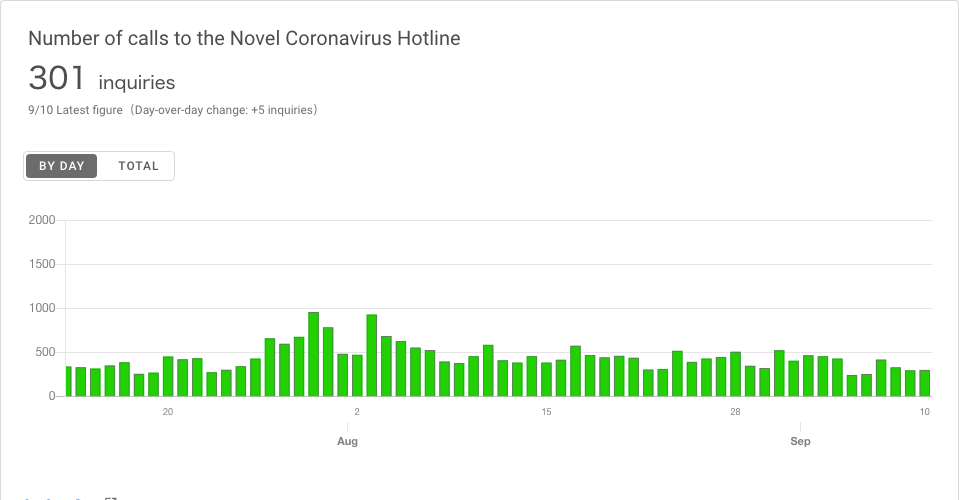 Number of calls to the Novel Coronavirus Hotline
301 inquiries
9/10 Latest figure（Day-over-day change: +5 inquiries）
BY DAY TOTAL
2000
1500
1000
500
0
20 2 15 28 10
Aug Sep